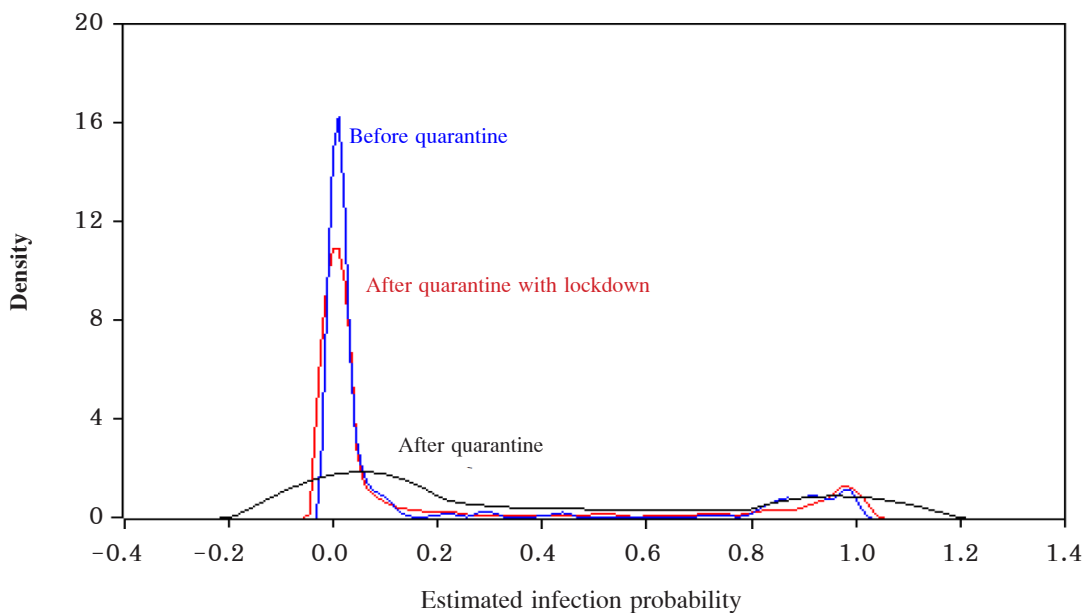 20
16
12
8
4
0
Density
Before quarantine
After quarantine with lockdown
After quarantine
−0.4 −0.2 0.0 0.2 0.4 0.6 0.8 1.0 1.2 1.4
Estimated infection probability